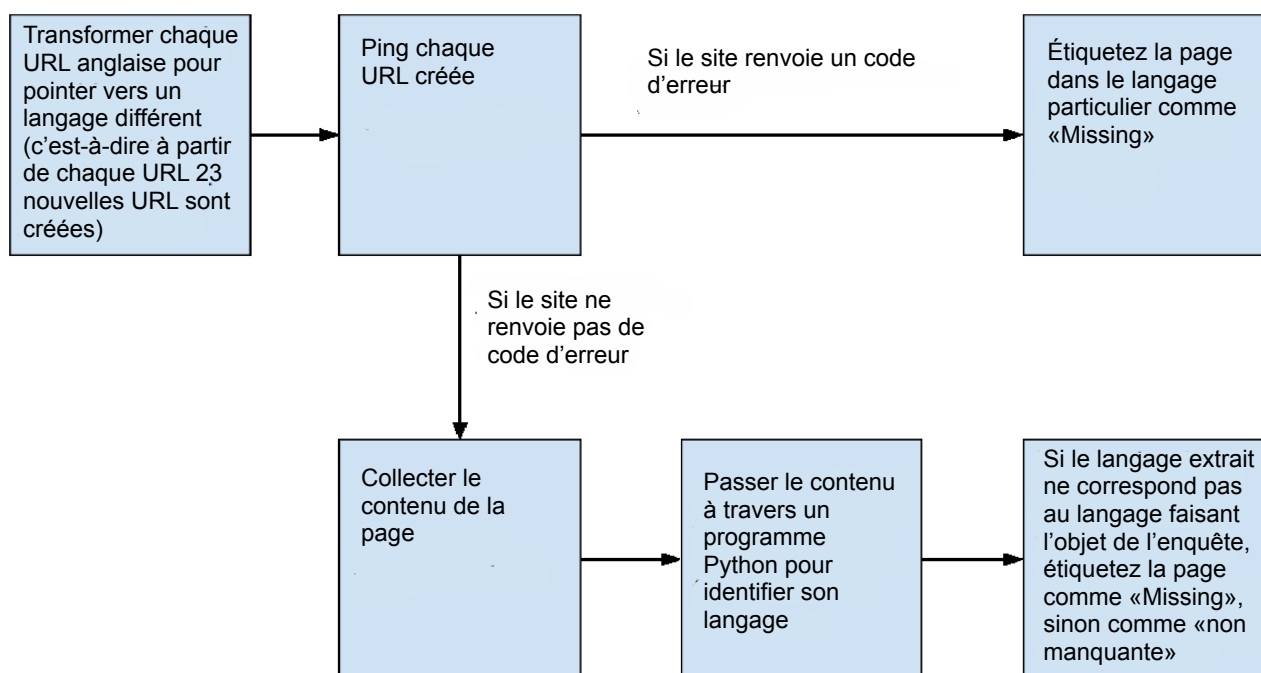 Transformer chaque
URL anglaise pour
pointer vers un
langage différent
(c'est-à-dire à partir
de chaque URL 23
nouvelles URL sont
créées)
Ping chaque
URL créée
Si le site renvoie un code
d'erreur
Étiquetez la page
dans le langage
particulier comme
«Missing»
Si le site ne
renvoie pas de
code d'erreur
Collecter le
contenu de la
page
Passer le contenu
à travers un
programme
Python pour
identifier son
langage
Si le langage extrait
ne correspond pas
au langage faisant
l'objet de l'enquête,
étiquetez la page
comme «Missing»,
sinon comme «non
manquante»